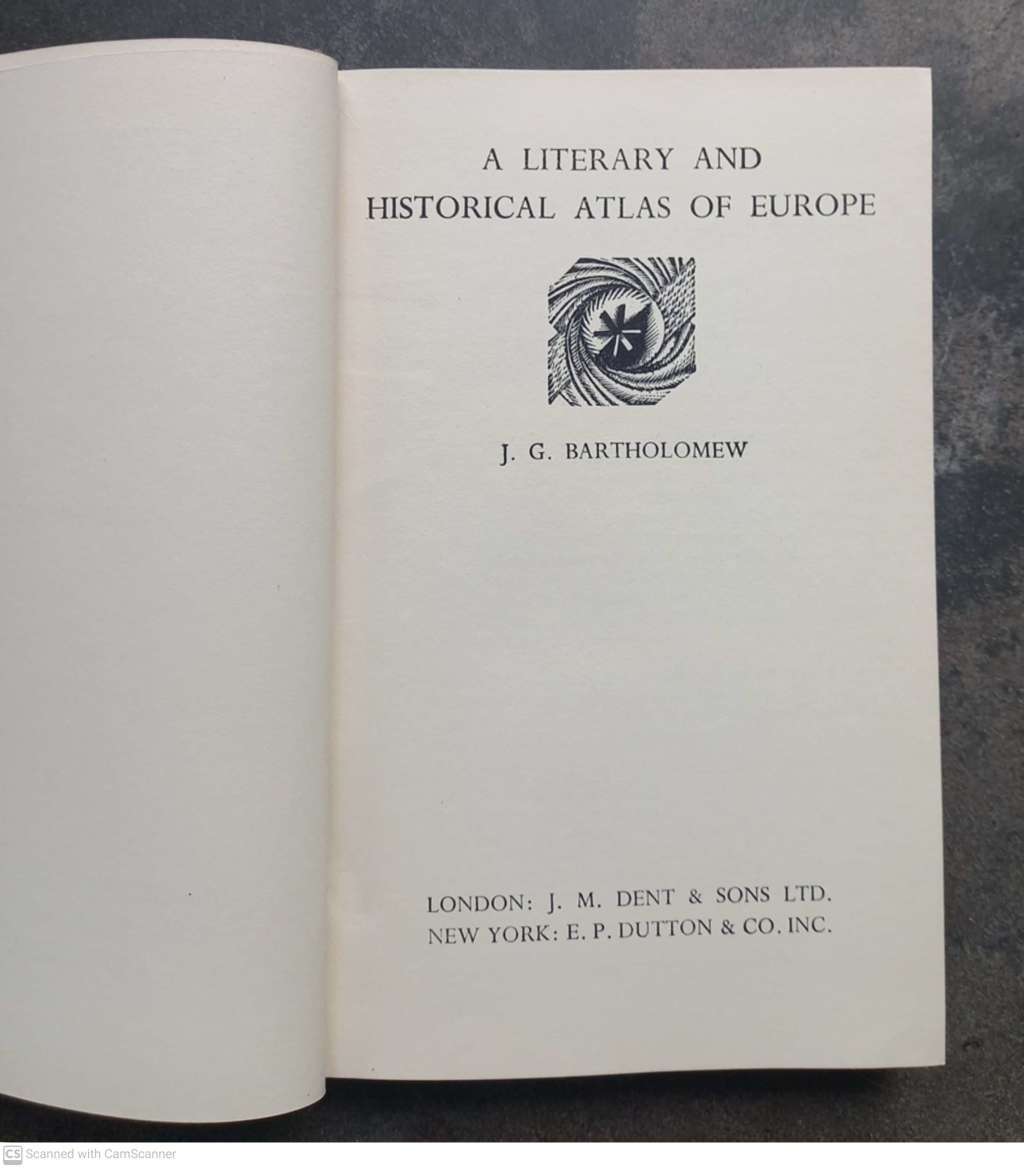 A LITERARY AND
HISTORICAL ATLAS OF EUROPE
J. G. BARTHOLOMEW
LONDON: J. M. DENT & SONS LTD.
NEW YORK: E. P. DUTTON & CO. INC.
CS Scanned with CamScanner